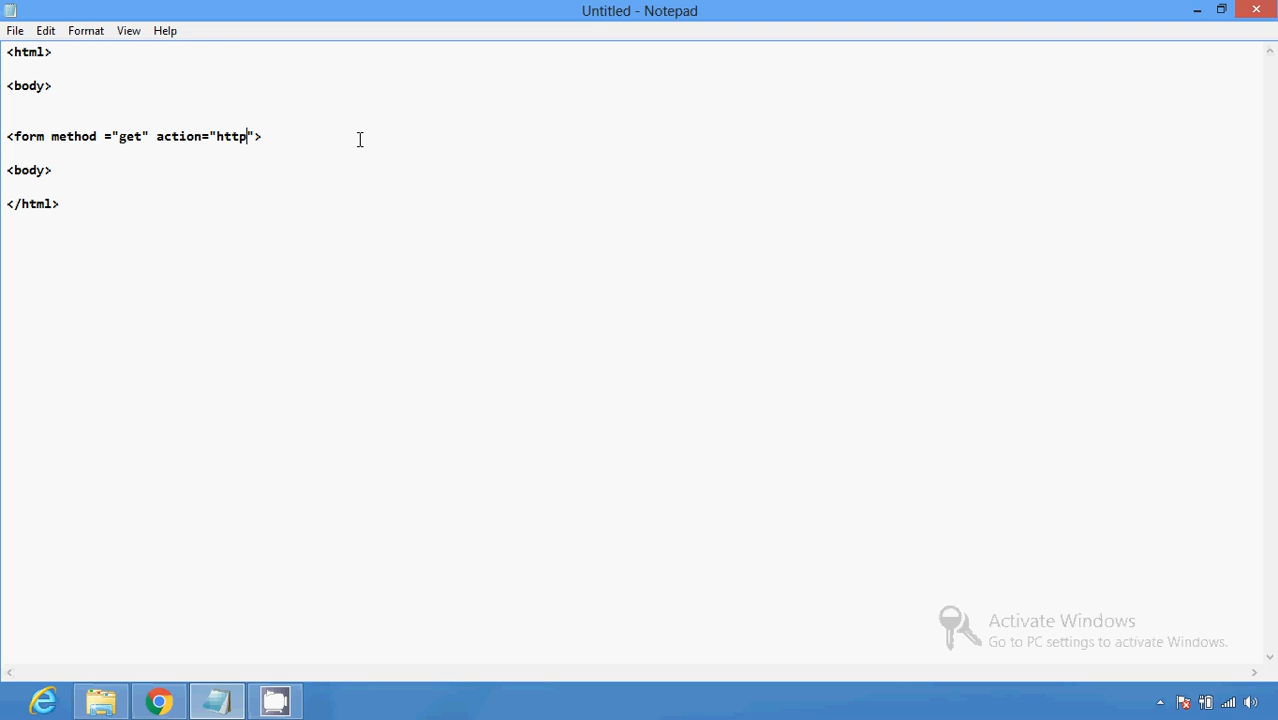 Untitled - Notepad
File Edit Format View Help
<html>
<body>
<form method ="get" action="http">
<body>
</html>
Activate Windows
Go to PC settings to activate Windows.